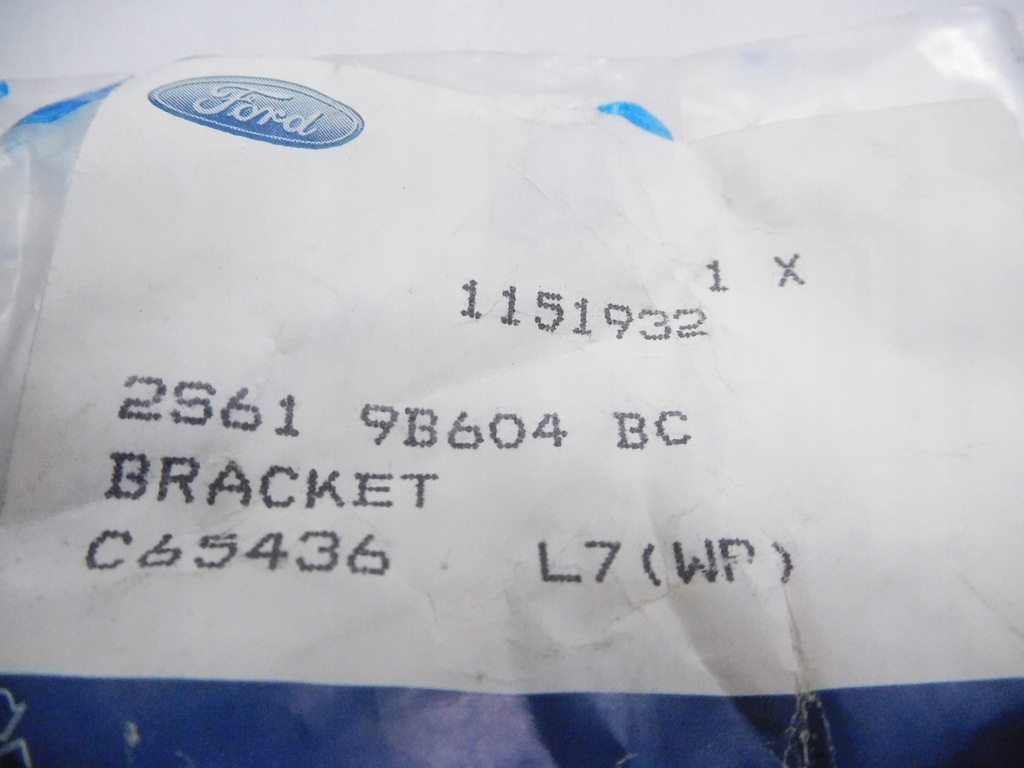 Ford
1 X
1151932
2S61 9B604 BC
BRACKET
C65436 L7(WP)